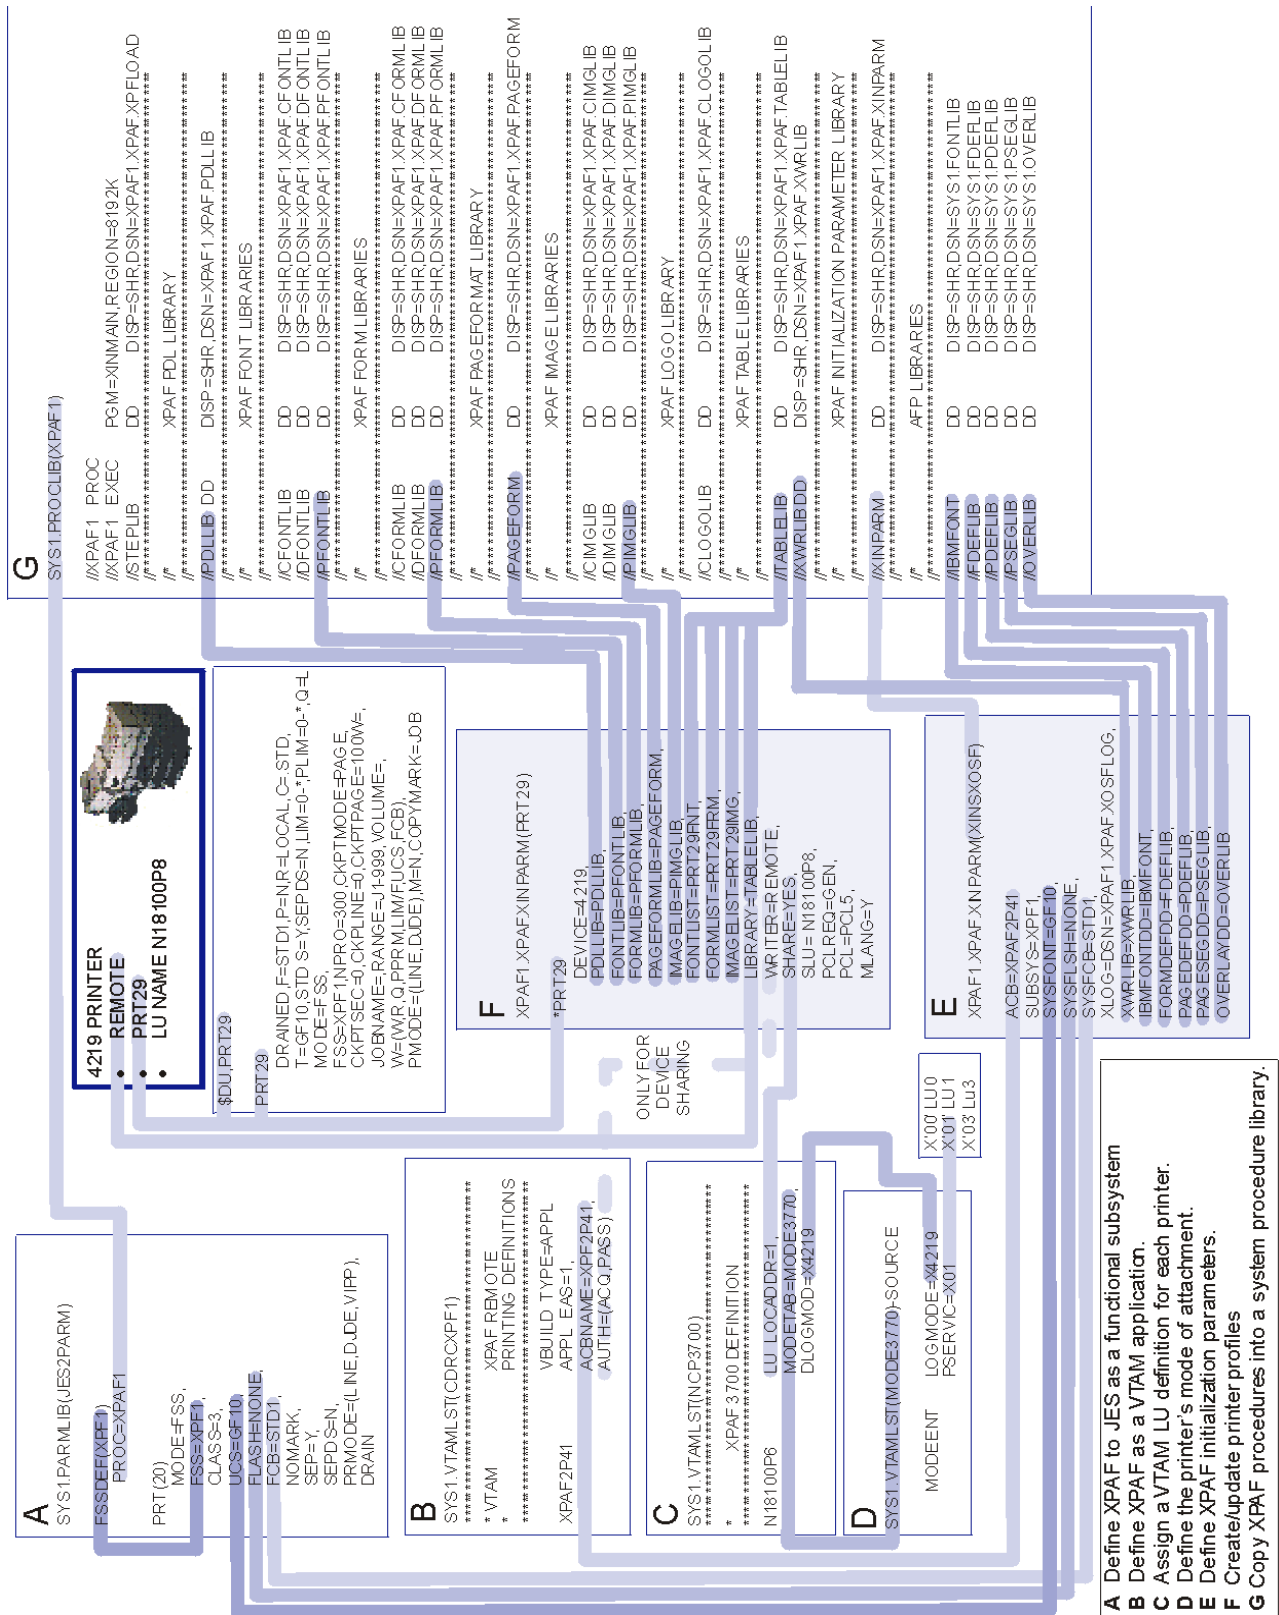 A
SYS1.PARMLIB(JES2PARM)
FSSDEF(XPF1)
PROC=XPAF1
PRT(20)
MODE=FSS,
FSS=XPF1,
CLASS=3,
UCS=GF10,
FLASH=NONE,
FCB=STD1,
NOMARK,
SEP=Y,
SEPDS=N,
PRMODE=(LINE,DJDE,VIPP),
DRAIN
B
SYS1.VTAMLST(CDRCXPF1)
* VTAM XPAF REMOTE
* PRINTING DEFINITIONS
VBUILD TYPE=APPL
XPAF2P41 APPL EAS=1,
ACBNAME=XPF2P41,
AUTH=(ACQ,PASS)
C
SYS1.VTAMLST(NCP3700)
* XPAF 3700 DEFINITION
N18100P6 LU LOCADDR=1,
MODETAB=MODE3770,
DLOGMOD=X4219
D
SYS1.VTAMLST(MODE3770)-SOURCE
MODEENT LOGMODE=X4219
PSERVIC=X'01'
X'00' LU0
X'01' LU1
X'03' Lu3
4219 PRINTER
• REMOTE
• PRT29
• LU NAME N18100P8
$DU,PRT29
PRT29
DRAINED,F=STD1,P=N,R=LOCAL,C=.STD,
T=GF10,STD S=Y,SEPDS=N,LIM=0-*,PLIM=0-*,Q=L
MODE=FSS,
FSS=XPF1,NPRO=300,CKPTMODE=PAGE,
CKPTSEC=0,CKPLINE=0,CKPTPAGE=100W=,
JOBNAME=,RANGE=J1-999,VOLUME=,
W=(W,R,Q,PPRM,LIM/F,UCS,FCB),
PMODE=(LINE,DJDE),M=N,COPYMARK=JDB
F
XPAF1.XPAF.XINPARM(PRT29)
*PRT29
DEVICE=4219,
PDLLIB=PDLLIB,
FONTLIB=PFONTLIB,
FORMLIB=PFORMLIB,
PAGEFORMLIB=PAGEFORM,
IMAGELIB=PIMGLIB,
FONTLIST=PRT29FNT,
FORMLIST=PRT29FRM,
IMAGELIST=PRT29IMG,
LIBRARY=TABLELIB,
WRITER=REMOTE,
SHARE=YES,
SLU= N18100P8,
PCLREQ=GEN,
PCL=PCL5,
MLANG=Y
ONLY FOR
DEVICE
SHARING
E
XPAF1.XPAF.XINPARM(XINSXOSF)
ACB=XPAF2P41
SUBSYS=XPF1,
SYSFONT=GF10,
SYSFLSH=NONE,
SYSFCB=STD1,
XLOG=DSN=XPAF1.XPAF.XOSFLOG,
XWRLIB=XWRLIB,
IBMFONTDD=IBMFONT,
FORMDEFDD=FDEFLIB,
PAGEDEFDD=PDEFLIB,
PAGESEGDD=PSEGLIB,
OVERLAYDD=OVERLIB
G
SYS1.PROCLIB(XPAF1)
//XPAF1 PROC
//XPAF1 EXEC PGM=XINMAIN,REGION=8192K
//STEPLIB DD DISP=SHR,DSN=XPAF1.XPAF.XPFLOAD
//* XPAF PDL LIBRARY
//PDLLIB DD DISP=SHR,DSN=XPAF1.XPAF.PDLLIB
//* XPAF FONT LIBRARIES
//CFONTLIB DD DISP=SHR,DSN=XPAF1.XPAF.CFONTLIB
//DFONTLIB DD DISP=SHR,DSN=XPAF1.XPAF.DFONTLIB
//PFONTLIB DD DISP=SHR,DSN=XPAF1.XPAF.PFONTLIB
//* XPAF FORM LIBRARIES
//CFORMLIB DD DISP=SHR,DSN=XPAF1.XPAF.CFORMLIB
//DFORMLIB DD DISP=SHR,DSN=XPAF1.XPAF.DFORMLIB
//PFORMLIB DD DISP=SHR,DSN=XPAF1.XPAF.PFORMLIB
//* XPAF PAGEFORMAT LIBRARY
//PAGEFORM DD DISP=SHR,DSN=XPAF1.XPAF.PAGEFORM
//* XPAF IMAGE LIBRARIES
//CIMGLIB DD DISP=SHR,DSN=XPAF1.XPAF.CIMGLIB
//DIMGLIB DD DISP=SHR,DSN=XPAF1.XPAF.DIMGLIB
//PIMGLIB DD DISP=SHR,DSN=XPAF1.XPAF.PIMGLIB
//* XPAF LOGO LIBRARY
//CLOGOLIB DD DISP=SHR,DSN=XPAF1.XPAF.CLOGOLIB
//* XPAF TABLE LIBRARIES
//TABLELIB DD DISP=SHR,DSN=XPAF1.XPAF.TABLELIB
//XWRLIB DD DISP=SHR,DSN=XPAF1.XPAF.XWRLIB
//* XPAF INITIALIZATION PARAMETER LIBRARY
//XINPARM DD DISP=SHR,DSN=XPAF1.XPAF.XINPARM
//* AFP LIBRARIES
//IBMFONT DD DISP=SHR,DSN=SYS1.FONTLIB
//FDEFLIB DD DISP=SHR,DSN=SYS1.FDEFLIB
//PDEFLIB DD DISP=SHR,DSN=SYS1.PDEFLIB
//PSEGLIB DD DISP=SHR,DSN=SYS1.PSEGLIB
//OVERLIB DD DISP=SHR,DSN=SYS1.OVERLIB
A Define XPAF to JES as a functional subsystem
B Define XPAF as a VTAM application.
C Assign a VTAM LU definition for each printer.
D Define the printer's mode of attachment.
E Define XPAF initialization parameters.
F Create/update printer profiles
G Copy XPAF procedures into a system procedure library.